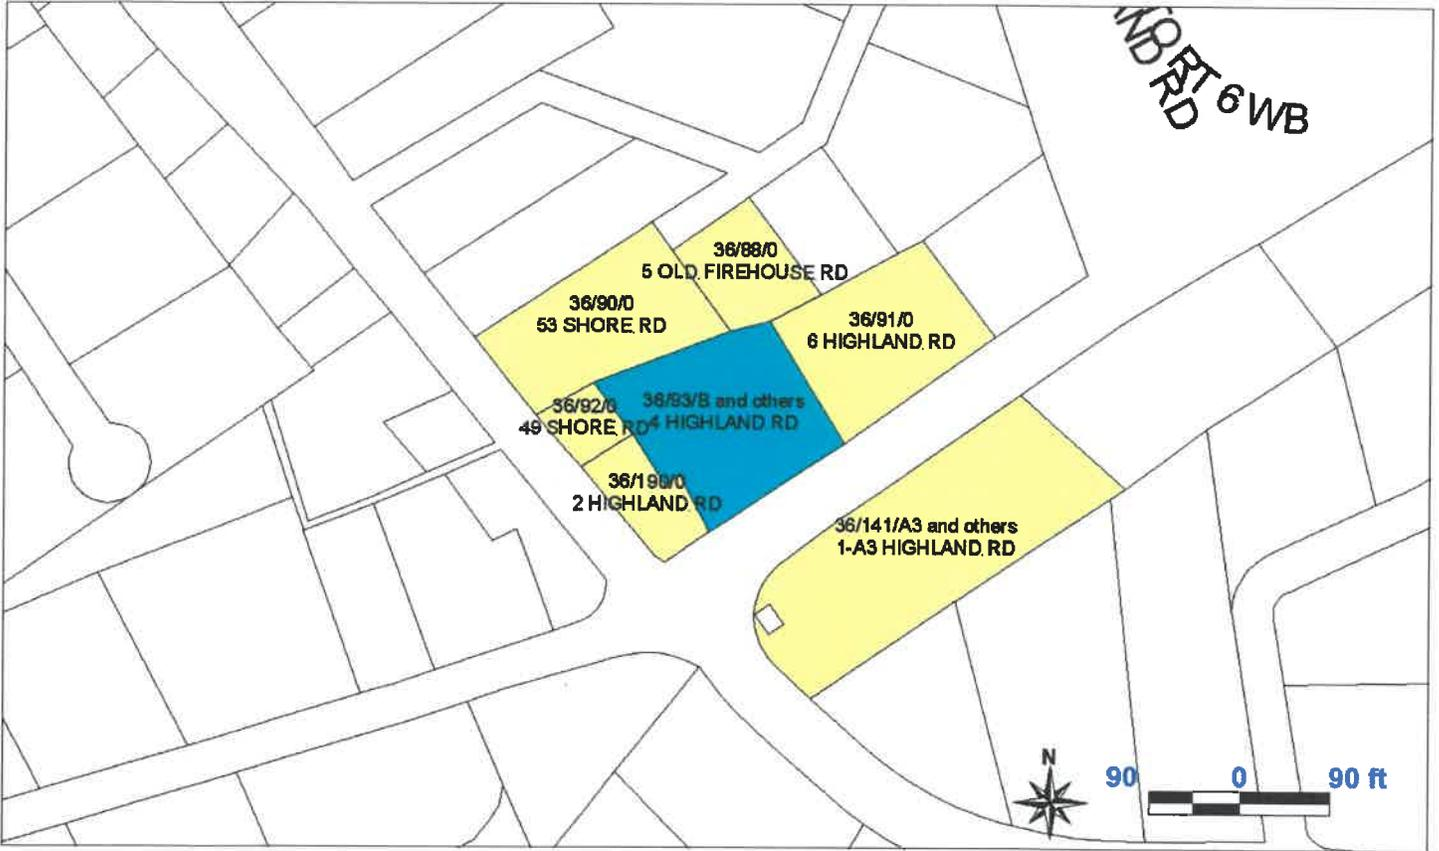 TO RT 6 WB
WB RD
36/88/0
5 OLD FIREHOUSE RD
36/90/0
53 SHORE RD
36/91/0
6 HIGHLAND RD
36/92/0
49 SHORE RD
36/93/B and others
4 HIGHLAND RD
36/190/0
2 HIGHLAND RD
36/141/A3 and others
1-A3 HIGHLAND RD
N
90 0 90 ft